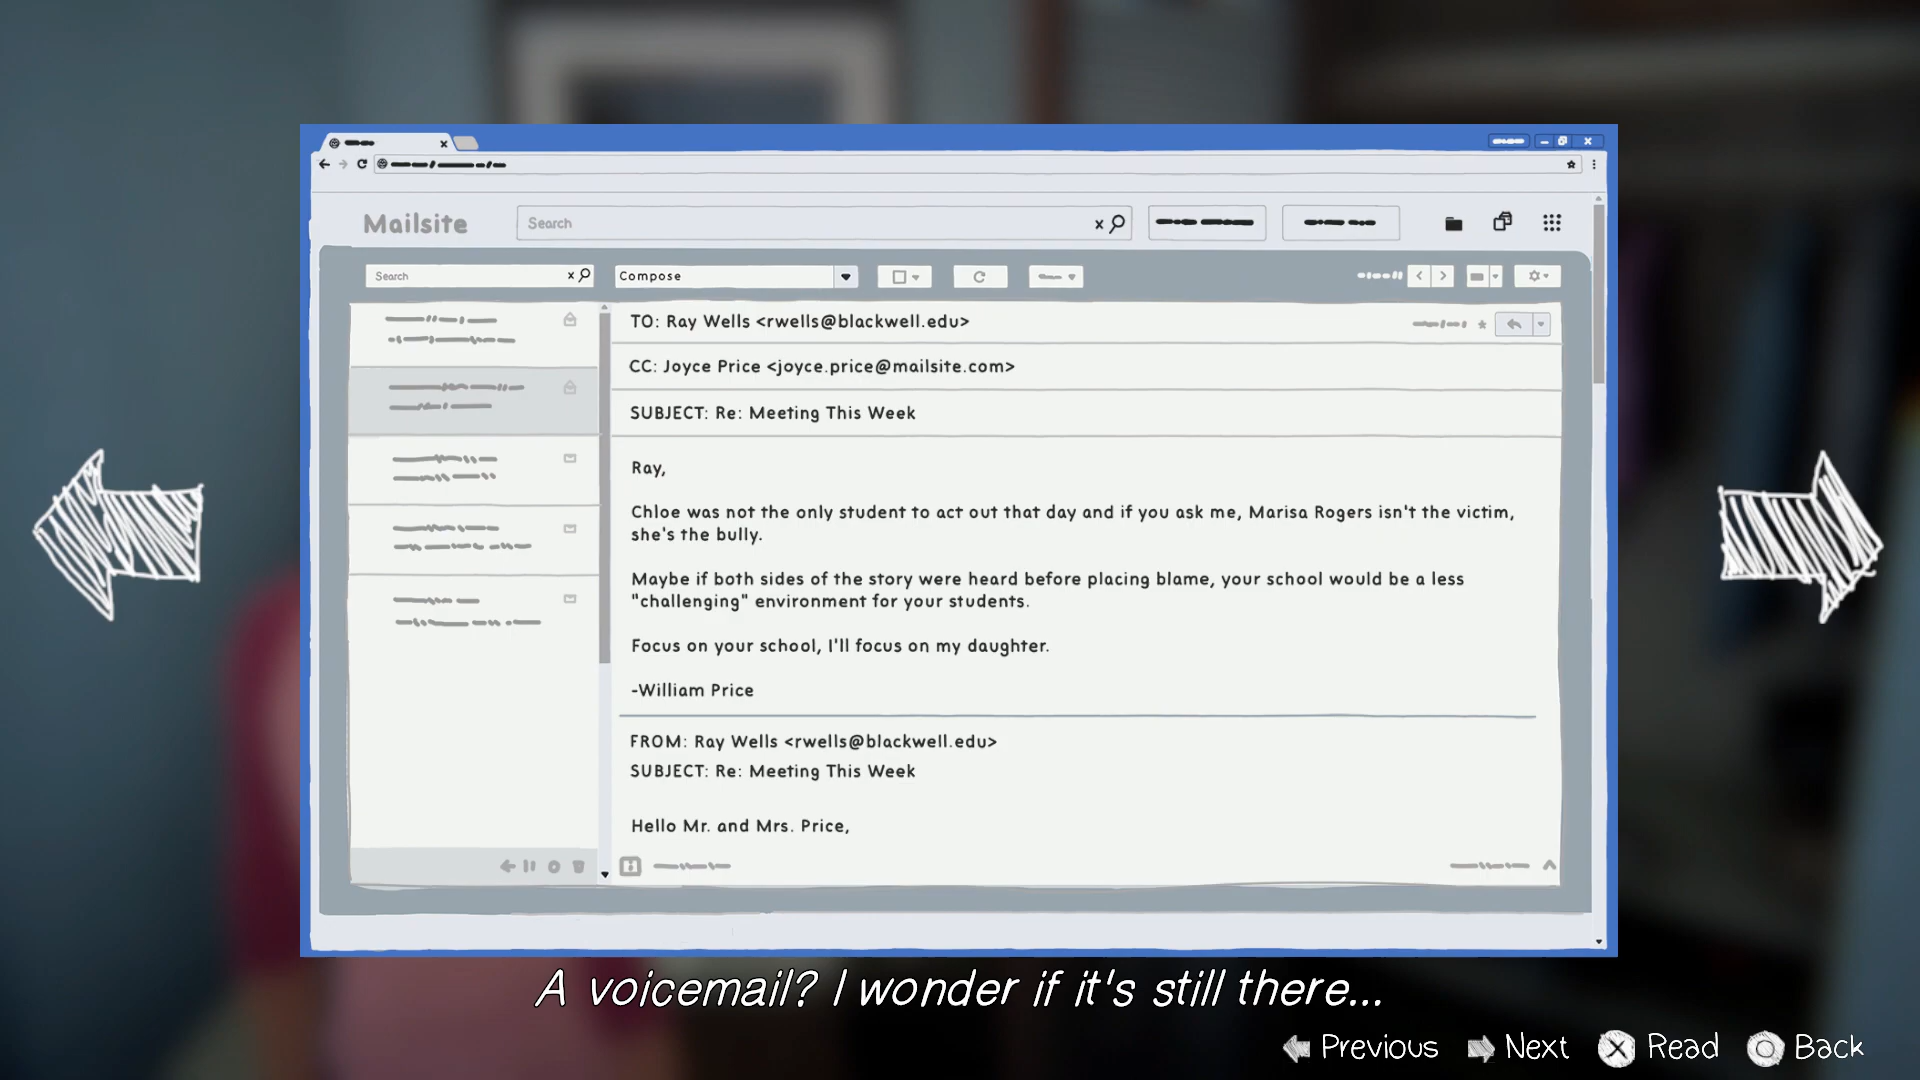 Mailsite
Search
Search
Compose
TO: Ray Wells <rwells@blackwell.edu>
CC: Joyce Price <joyce.price@mailsite.com>
SUBJECT: Re: Meeting This Week
Ray,
Chloe was not the only student to act out that day and if you ask me, Marisa Rogers isn't the victim,
she's the bully.
Maybe if both sides of the story were heard before placing blame, your school would be a less
"challenging" environment for your students.
Focus on your school, I'll focus on my daughter.
-William Price
FROM: Ray Wells <rwells@blackwell.edu>
SUBJECT: Re: Meeting This Week
Hello Mr. and Mrs. Price,
A voicemail? I wonder if it's still there...
Previous Next Read Back